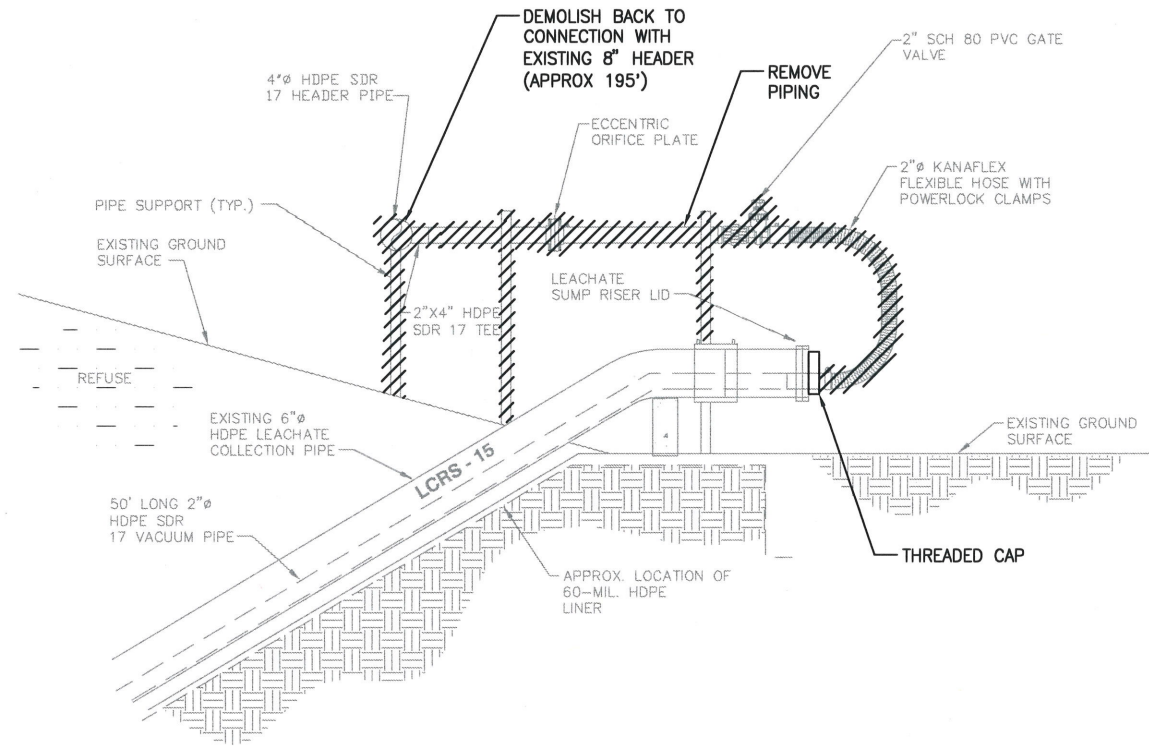 DEMOLISH BACK TO
CONNECTION WITH
EXISTING 8" HEADER
(APPROX 195')
2" SCH 80 PVC GATE
VALVE
4"Ø HDPE SDR
17 HEADER PIPE
REMOVE
PIPING
ECCENTRIC
ORIFICE PLATE
2"Ø KANAFLEX
FLEXIBLE HOSE WITH
POWERLOCK CLAMPS
PIPE SUPPORT (TYP.)
EXISTING GROUND
SURFACE
LEACHATE
SUMP RISER LID
2"X4" HDPE
SDR 17 TEE
REFUSE
EXISTING 6"Ø
HDPE LEACHATE
COLLECTION PIPE
LCRS - 15
EXISTING GROUND
SURFACE
50' LONG 2"Ø
HDPE SDR
17 VACUUM PIPE
THREADED CAP
APPROX. LOCATION OF
60-MIL. HDPE
LINER